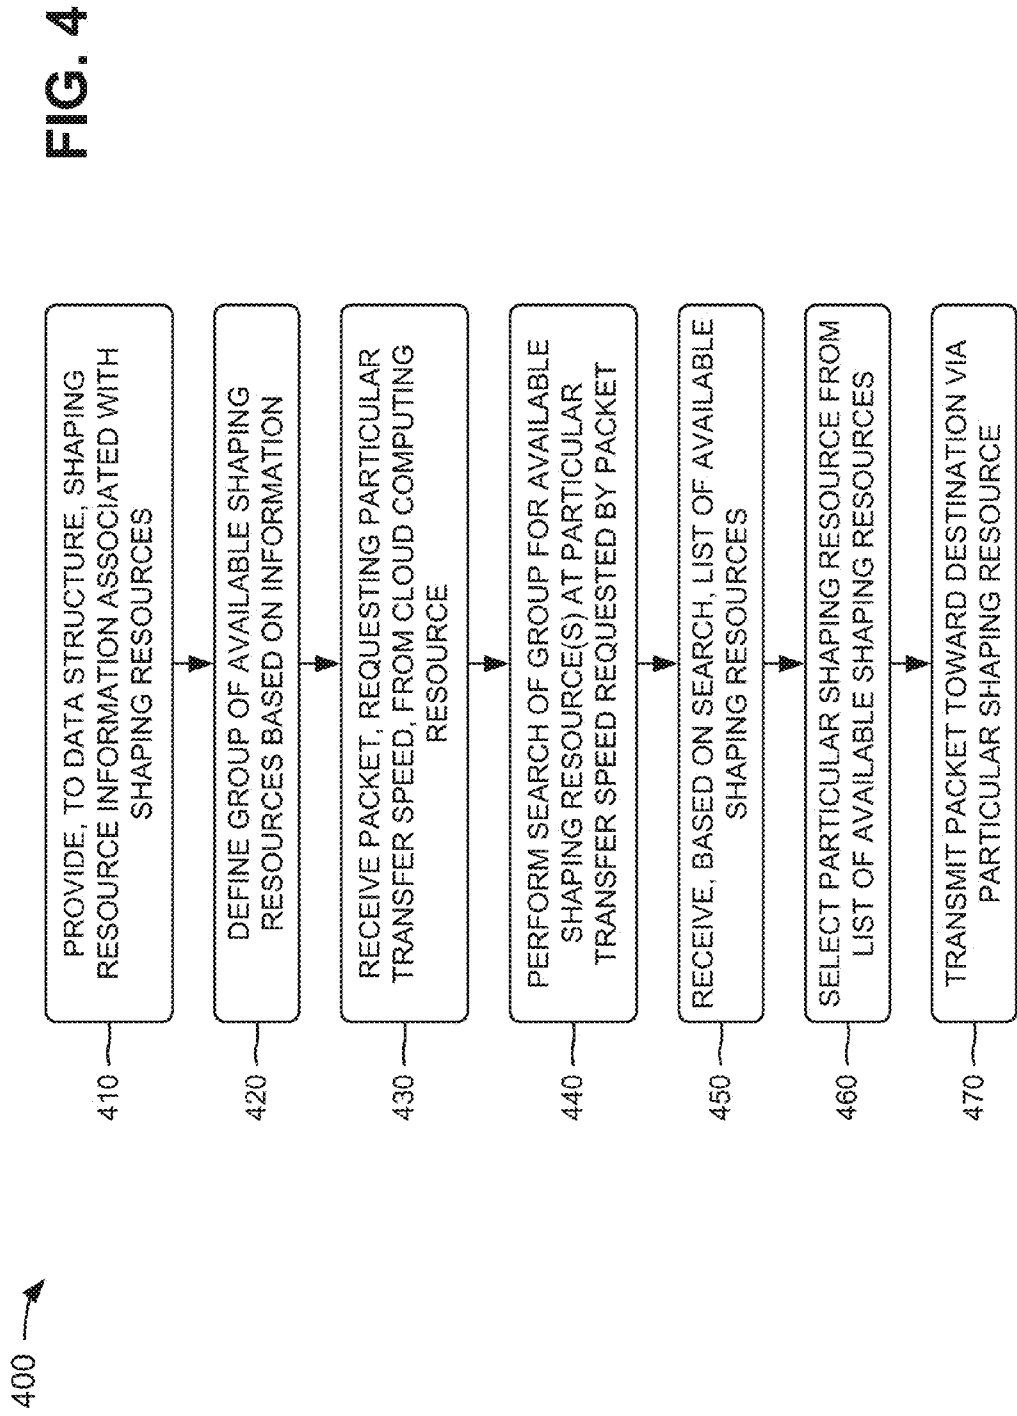 FIG. 4
400
410
PROVIDE, TO DATA STRUCTURE, SHAPING
RESOURCE INFORMATION ASSOCIATED WITH
SHAPING RESOURCES
420
DEFINE GROUP OF AVAILABLE SHAPING
RESOURCES BASED ON INFORMATION
430
RECEIVE PACKET, REQUESTING PARTICULAR
TRANSFER SPEED, FROM CLOUD COMPUTING
RESOURCE
440
PERFORM SEARCH OF GROUP FOR AVAILABLE
SHAPING RESOURCE(S) AT PARTICULAR
TRANSFER SPEED REQUESTED BY PACKET
450
RECEIVE, BASED ON SEARCH, LIST OF AVAILABLE
SHAPING RESOURCES
460
SELECT PARTICULAR SHAPING RESOURCE FROM
LIST OF AVAILABLE SHAPING RESOURCES
470
TRANSMIT PACKET TOWARD DESTINATION VIA
PARTICULAR SHAPING RESOURCE